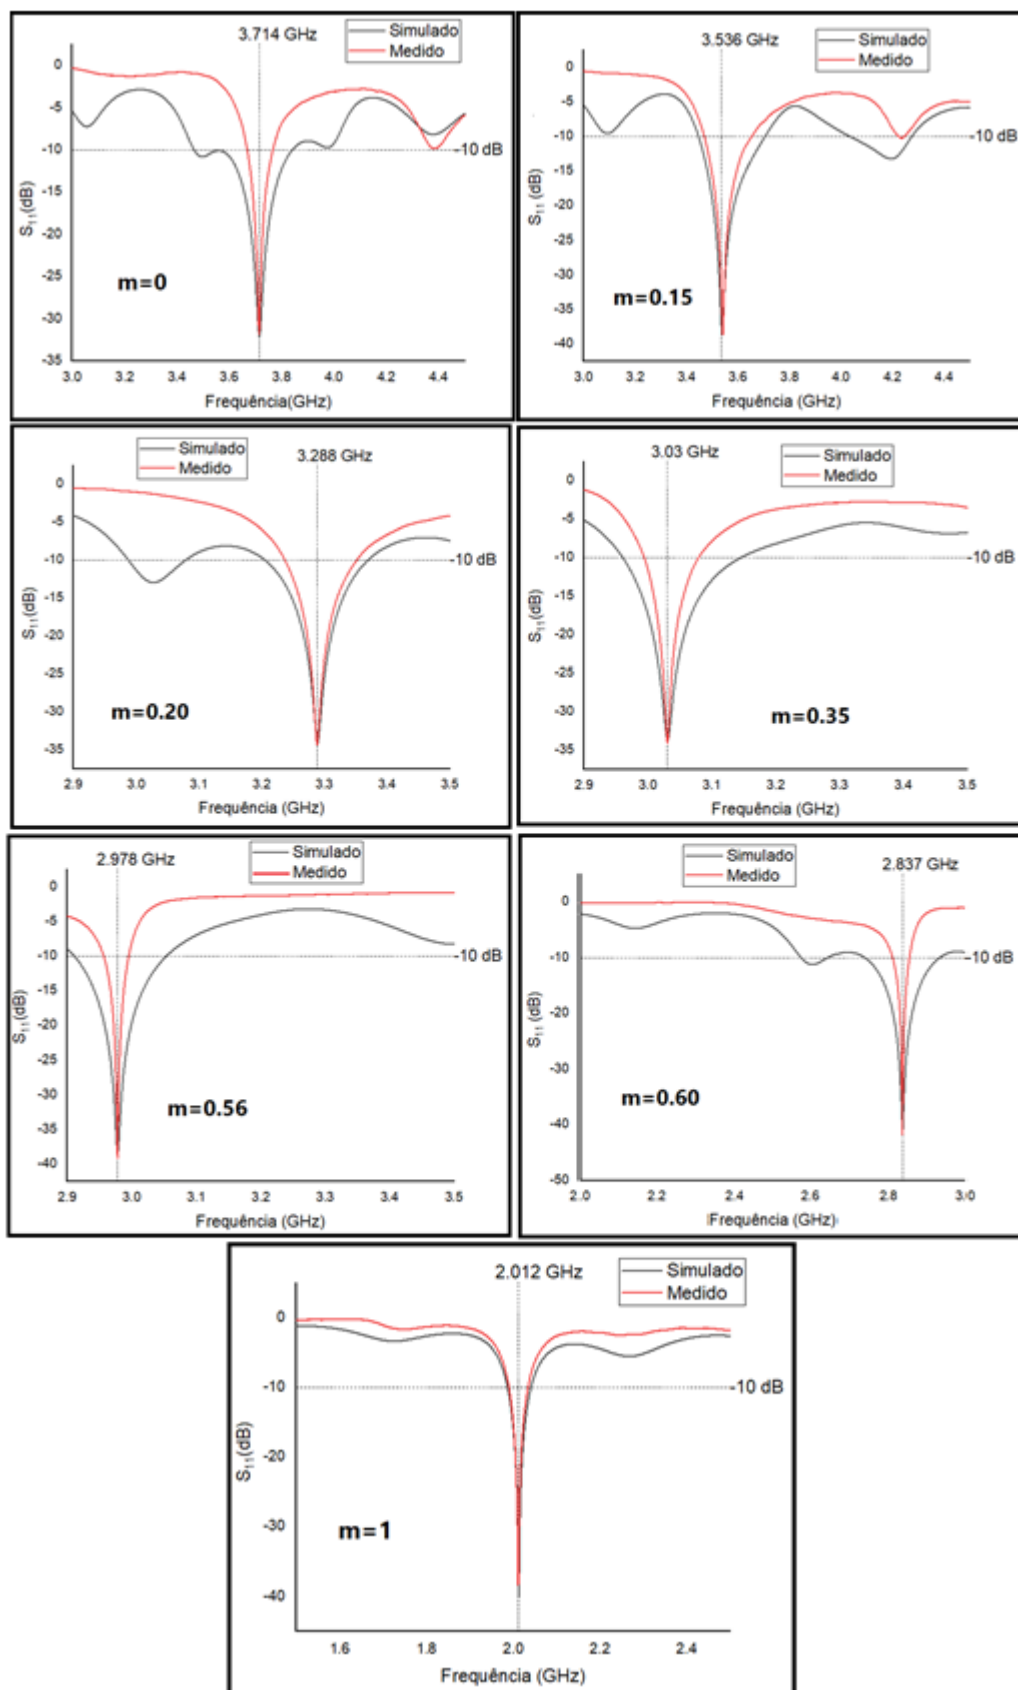 3.714 GHz
Simulado
Medido
0
-5
-10
-15
-20
-25
-30
-35
-10 dB
S11(dB)
m=0
3.0 3.2 3.4 3.6 3.8 4.0 4.2 4.4
Frequência(GHz)
3.536 GHz
Simulado
Medido
0
-5
-10
-15
-20
-25
-30
-35
-40
-10 dB
S11 (dB)
m=0.15
3.0 3.2 3.4 3.6 3.8 4.0 4.2 4.4
Frequência (GHz)
Simulado
Medido
3.288 GHz
0
-5
-10
-15
-20
-25
-30
-35
-10 dB
S11(dB)
m=0.20
2.9 3.0 3.1 3.2 3.3 3.4 3.5
Frequência (GHz)
3.03 GHz
Simulado
Medido
0
-5
-10
-15
-20
-25
-30
-35
-10 dB
S11(dB)
m=0.35
2.9 3.0 3.1 3.2 3.3 3.4 3.5
Frequência (GHz)
2.978 GHz
Simulado
Medido
0
-5
-10
-15
-20
-25
-30
-35
-40
-10 dB
S11(dB)
m=0.56
2.9 3.0 3.1 3.2 3.3 3.4 3.5
Frequência (GHz)
Simulado
Medido
2.837 GHz
0
-10
-20
-30
-40
-50
-10 dB
S11 (dB)
m=0.60
2.0 2.2 2.4 2.6 2.8 3.0
Frequência (GHz)
2.012 GHz
Simulado
Medido
0
-10
-20
-30
-40
-10 dB
S11(dB)
m=1
1.6 1.8 2.0 2.2 2.4
Frequência (GHz)